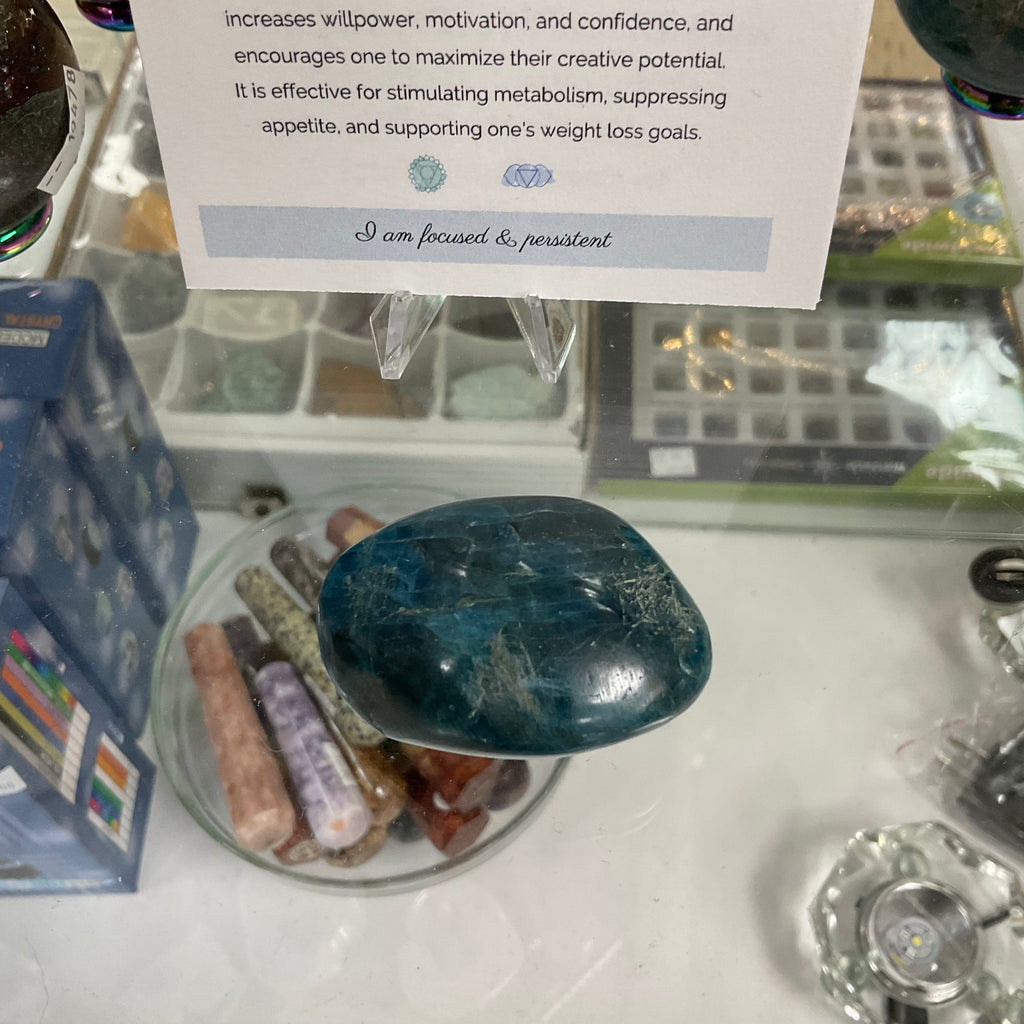 increases willpower, motivation, and confidence, and
encourages one to maximize their creative potential.
It is effective for stimulating metabolism, suppressing
appetite, and supporting one's weight loss goals.
I am focused & persistent